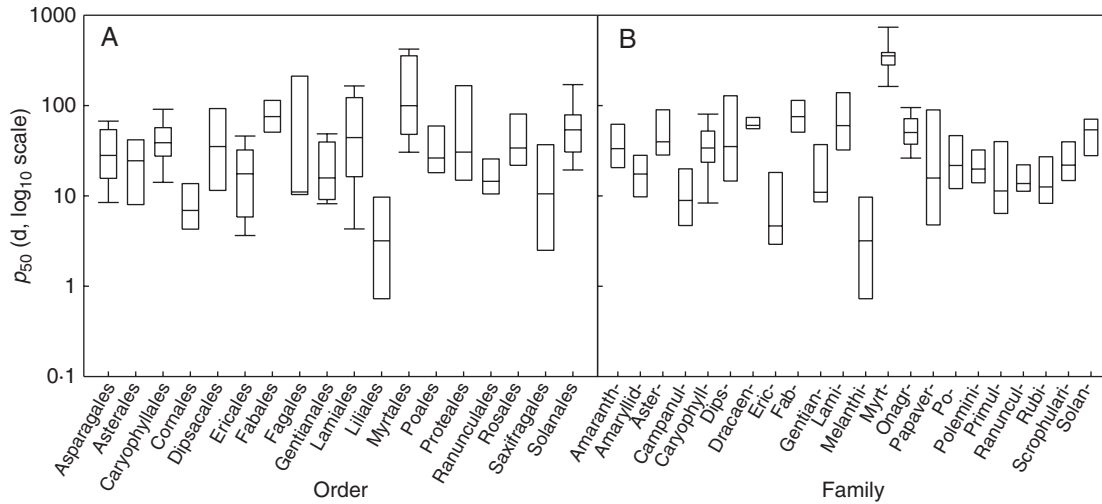 1000
100
10
1
0·1
p50 (d, log10 scale)
A
B
Asparagales
Asterales
Caryophyllales
Cornales
Dipsacales
Ericales
Fabales
Fagales
Gentianales
Lamiales
Liliales
Myrtales
Poales
Proteales
Ranunculales
Rosales
Saxifragales
Solanales
Order
Amaranth-
Amaryllid-
Aster-
Campanul-
Caryophyll-
Dips-
Dracaen-
Eric-
Fab-
Gentian-
Lami-
Melanthi-
Myrt-
Onagr-
Papaver-
Po-
Polemini-
Primul-
Ranuncul-
Rubi-
Scrophulari-
Solan-
Family